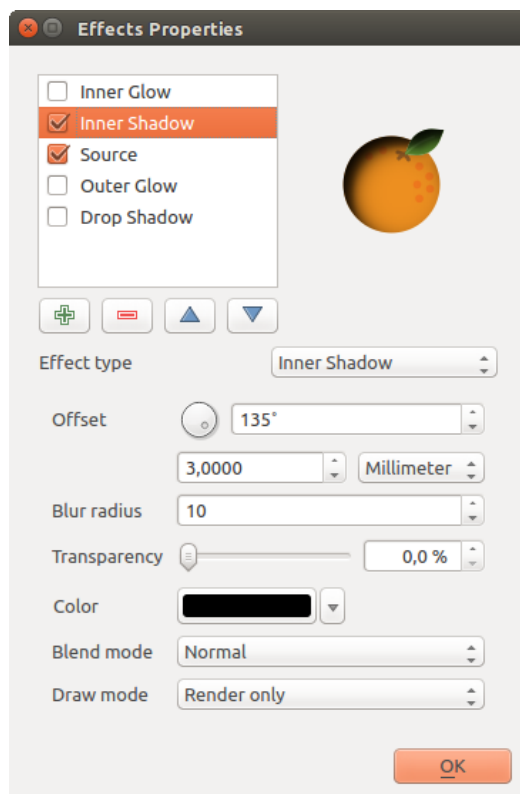 Effects Properties
Inner Glow
Inner Shadow
Source
Outer Glow
Drop Shadow
Effect type Inner Shadow
Offset 135°
3,0000 Millimeter
Blur radius 10
Transparency 0,0 %
Color
Blend mode Normal
Draw mode Render only
OK